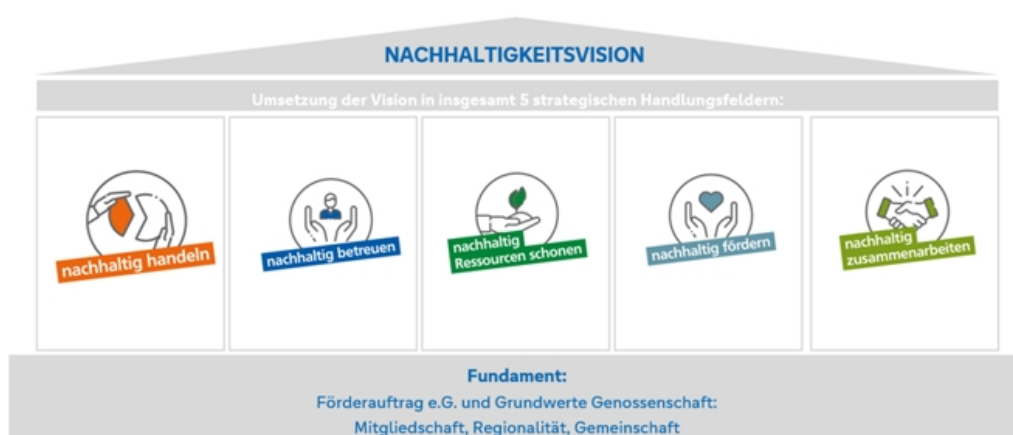 NACHHALTIGKEITSVISION
Umsetzung der Vision in insgesamt 5 strategischen Handlungsfeldern:
nachhaltig handeln
nachhaltig betreuen
nachhaltig
Ressourcen schonen
nachhaltig fördern
nachhaltig
zusammenarbeiten
Fundament:
Förderauftrag e.G. und Grundwerte Genossenschaft:
Mitgliedschaft, Regionalität, Gemeinschaft